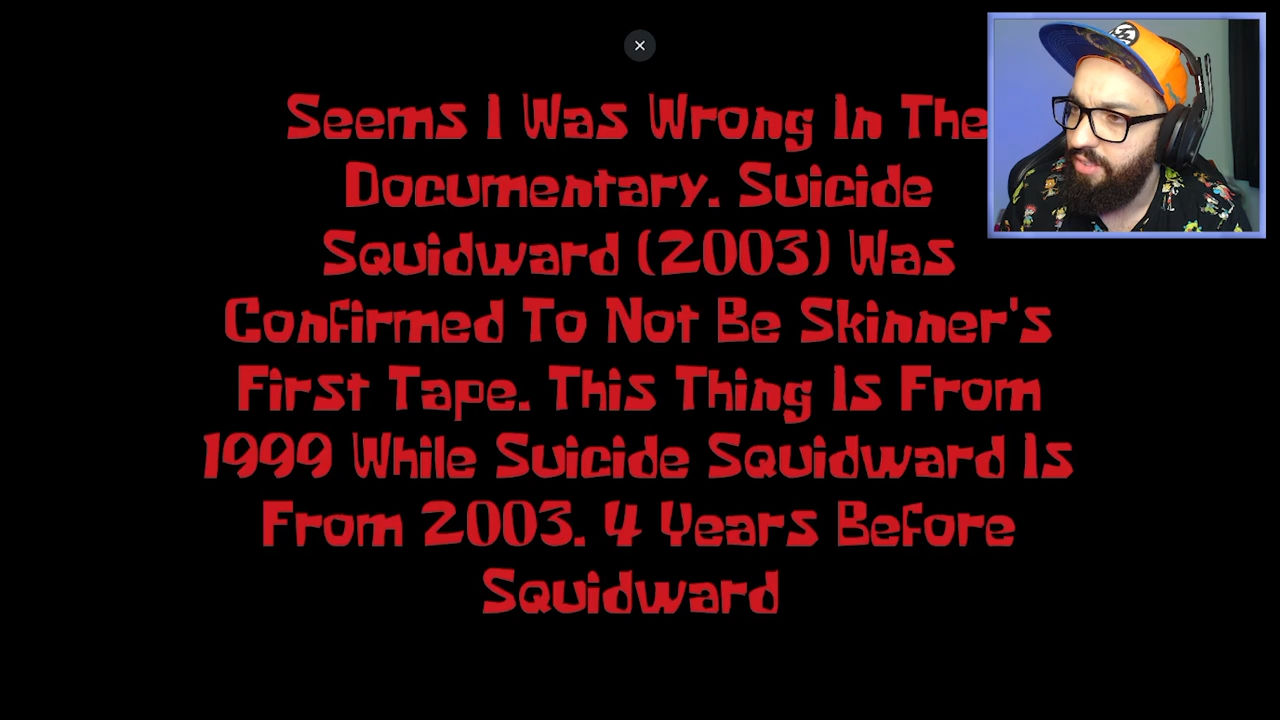 Seems I Was Wrong In The
Documentary. Suicide
Squidward (2003) Was
Confirmed To Not Be Skinner's
First Tape. This Thing Is From
1999 While Suicide Squidward Is
From 2003. 4 Years Before
Squidward